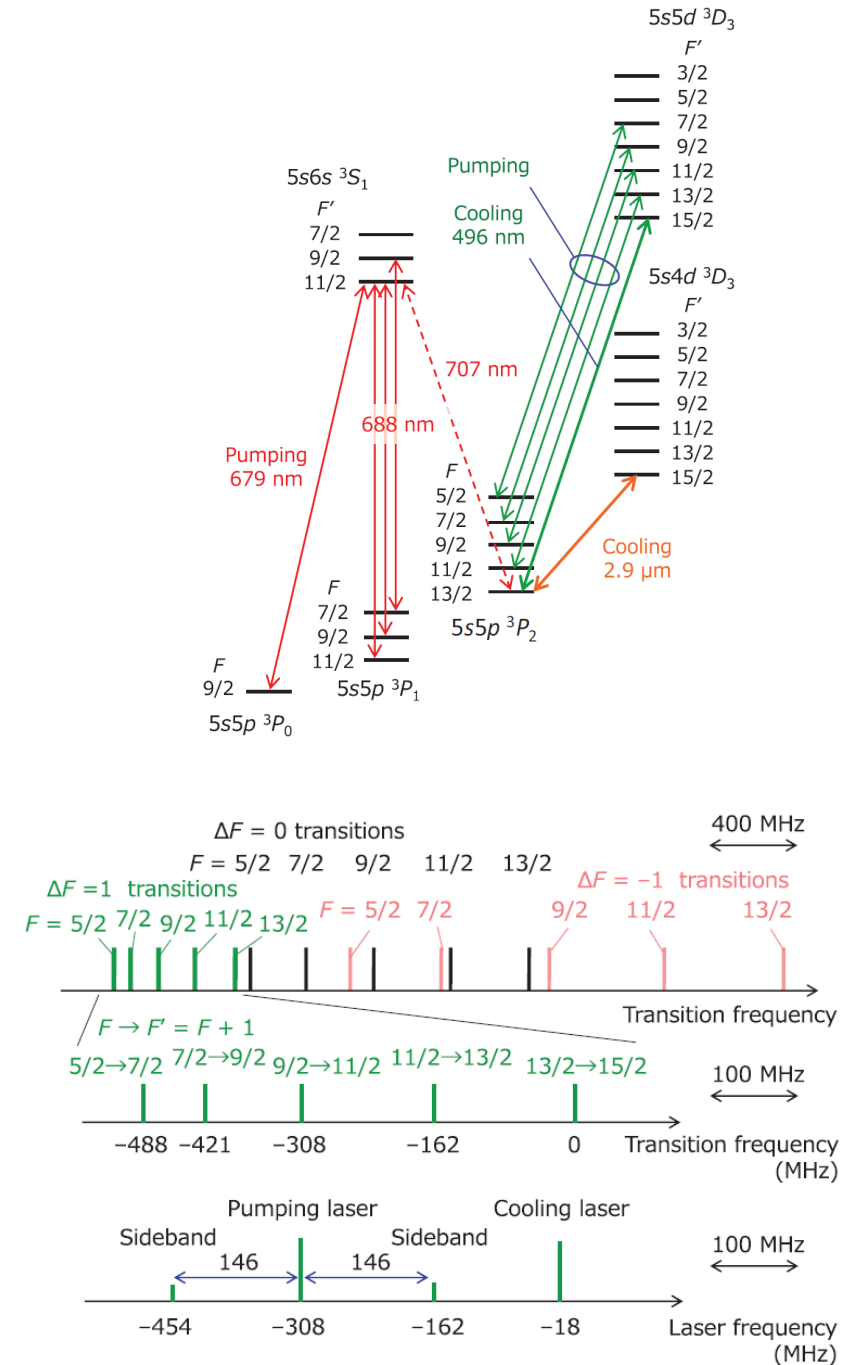 5s5d ³D₃
F′
3/2
5/2
7/2
9/2
11/2
13/2
15/2
Pumping
Cooling
496 nm
5s6s ³S₁
F′
7/2
9/2
11/2
5s4d ³D₃
F′
3/2
5/2
7/2
9/2
11/2
13/2
15/2
707 nm
688 nm
Pumping
679 nm
F
5/2
7/2
9/2
11/2
13/2
5s5p ³P₂
Cooling
2.9 µm
F
7/2
9/2
11/2
5s5p ³P₁
F
9/2
5s5p ³P₀
400 MHz
ΔF = 0 transitions
F = 5/2 7/2 9/2 11/2 13/2
ΔF =1 transitions
ΔF = −1 transitions
F = 5/2 7/2 9/2 11/2 13/2
F = 5/2 7/2 9/2 11/2 13/2
Transition frequency
F → F′ = F + 1
5/2→7/2 7/2→9/2 9/2→11/2 11/2→13/2 13/2→15/2
100 MHz
−488 −421 −308 −162 0 Transition frequency
(MHz)
Pumping laser Cooling laser
Sideband Sideband
146 146
100 MHz
−454 −308 −162 −18 Laser frequency
(MHz)